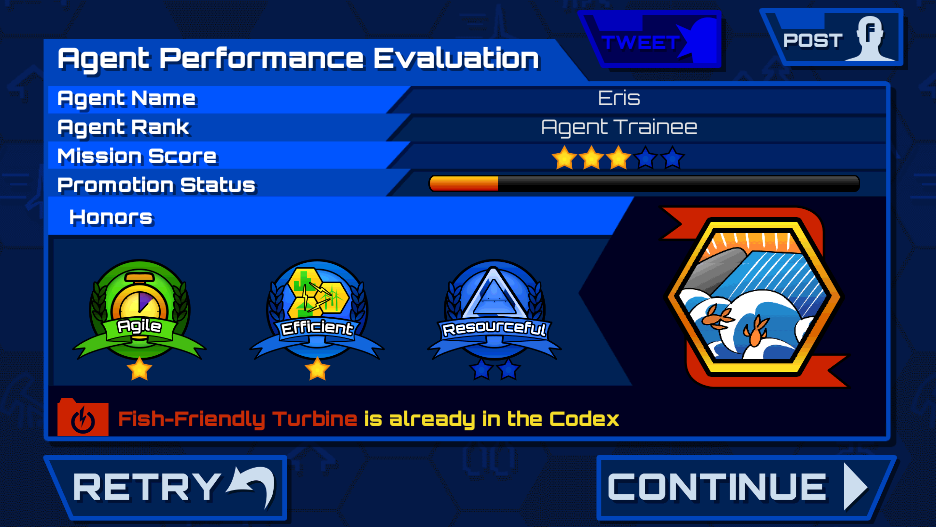 TWEET
POST
Agent Performance Evaluation
Agent Name Eris
Agent Rank Agent Trainee
Mission Score
Promotion Status
Honors
Agile
Efficient
Resourceful
Fish-Friendly Turbine is already in the Codex
RETRY
CONTINUE